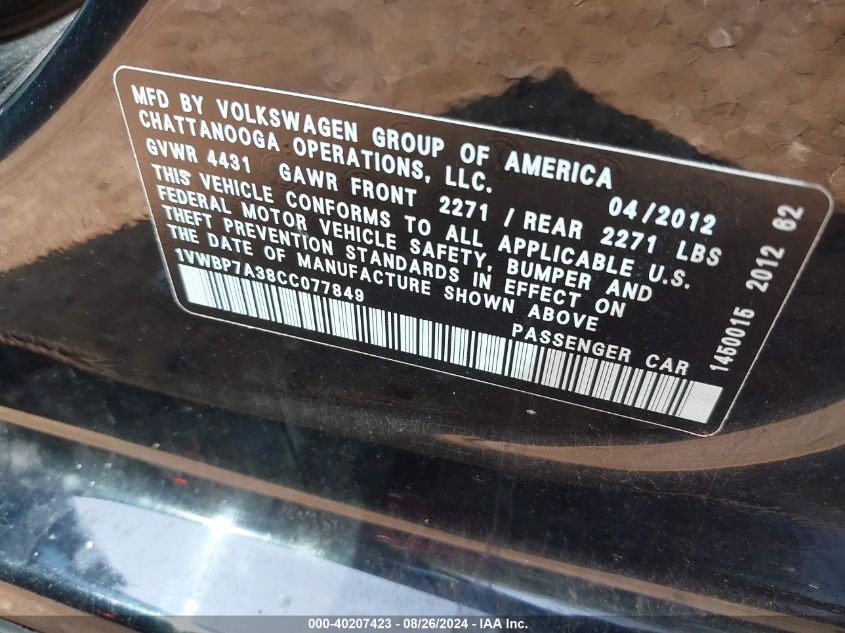 MFD BY VOLKSWAGEN GROUP OF AMERICA
CHATTANOOGA OPERATIONS, LLC.
04/2012
GVWR 4431 GAWR FRONT 2271 / REAR 2271 LBS
THIS VEHICLE CONFORMS TO ALL APPLICABLE U.S.
FEDERAL MOTOR VEHICLE SAFETY, BUMPER AND
THEFT PREVENTION STANDARDS IN EFFECT ON
THE DATE OF MANUFACTURE SHOWN ABOVE
1VWBP7A38CC077849
PASSENGER CAR
1450015 2012 62
000-40207423 - 08/26/2024 - IAA Inc.